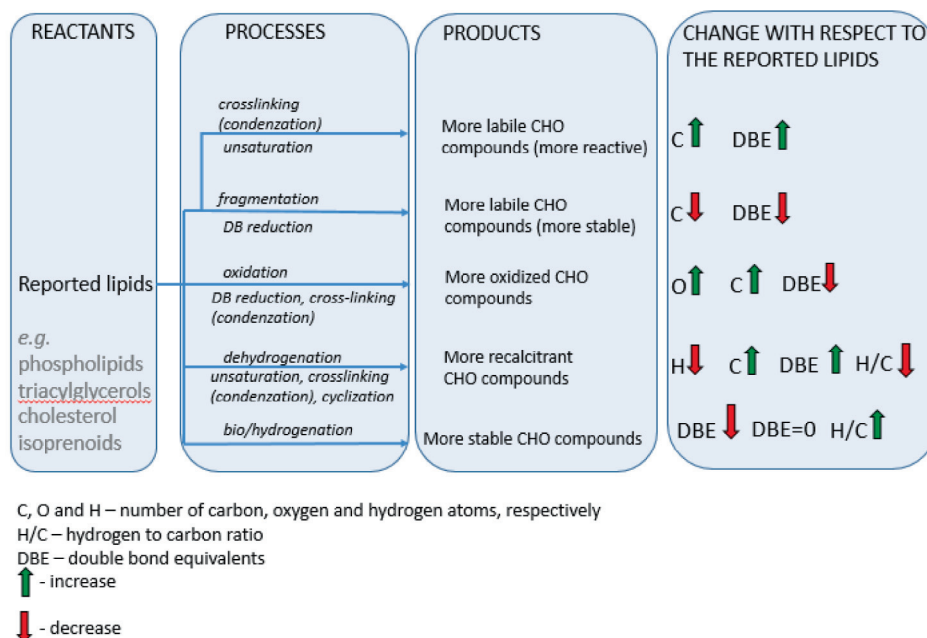 REACTANTS
PROCESSES
PRODUCTS
CHANGE WITH RESPECT TO
THE REPORTED LIPIDS
crosslinking
(condenzation)
unsaturation
More labile CHO
compounds (more reactive)
C DBE
fragmentation
DB reduction
More labile CHO
compounds (more stable)
C DBE
Reported lipids
oxidation
DB reduction, cross-linking
(condenzation)
More oxidized CHO
compounds
O C DBE
e.g.
phospholipids
triacylglycerols
cholesterol
isoprenoids
dehydrogenation
unsaturation, crosslinking
(condenzation), cyclization
More recalcitrant
CHO compounds
H C DBE H/C
bio/hydrogenation
More stable CHO compounds
DBE DBE=0 H/C
C, O and H – number of carbon, oxygen and hydrogen atoms, respectively
H/C – hydrogen to carbon ratio
DBE – double bond equivalents
- increase
- decrease